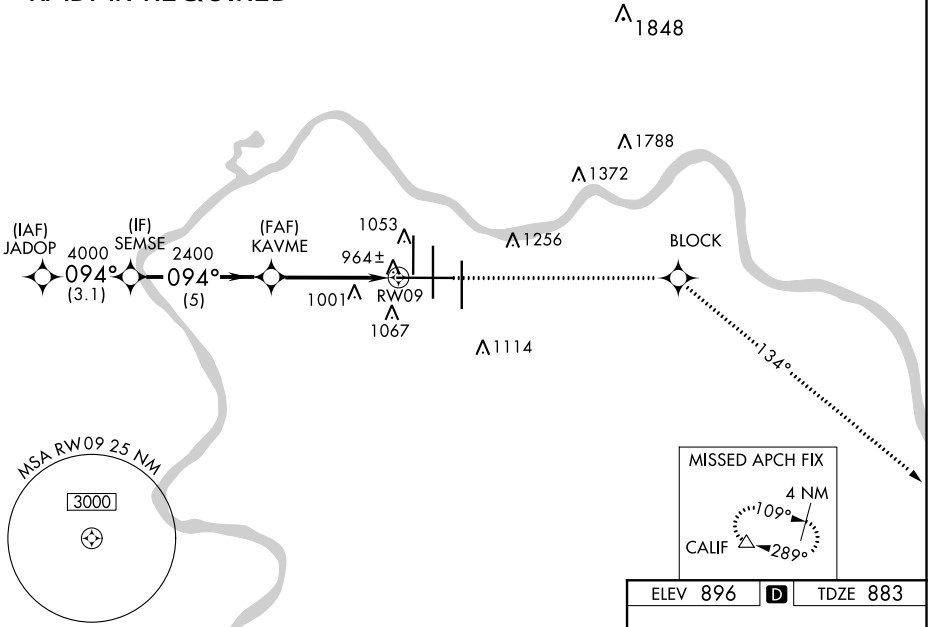 1848
1788
1372
(IAF)
JADOP
4000
094°
(3.1)
(IF)
SEMSE
2400
094°
(5)
(FAF)
KAVME
1053
964±
1001
RW09
1067
1256
1114
BLOCK
134°
MSA RW09 25 NM
3000
MISSED APCH FIX
4 NM
109°
CALIF
289°
ELEV 896 D TDZE 883